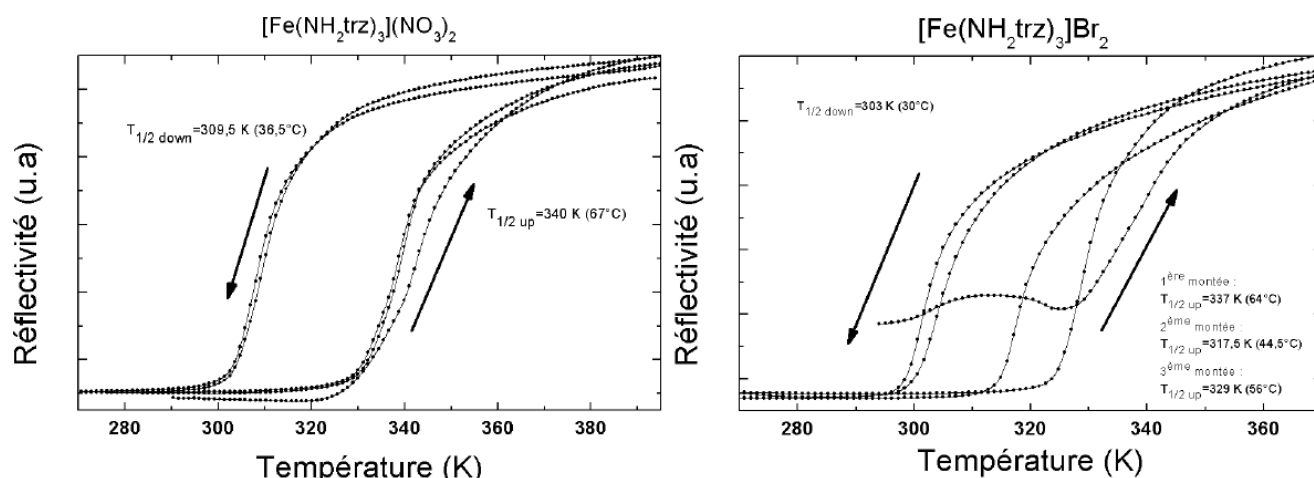 [Fe(NH₂trz)₃](NO₃)₂
T₁/₂ down=309,5 K (36,5°C)
T₁/₂ up=340 K (67°C)
Réflectivité (u.a)
280 300 320 340 360 380
Température (K)
[Fe(NH₂trz)₃]Br₂
T₁/₂ down=303 K (30°C)
1ère montée :
T₁/₂ up=337 K (64°C)
2ème montée :
T₁/₂ up=317,5 K (44,5°C)
3ème montée :
T₁/₂ up=329 K (56°C)
Réflectivité (u.a)
280 300 320 340 360
Température (K)